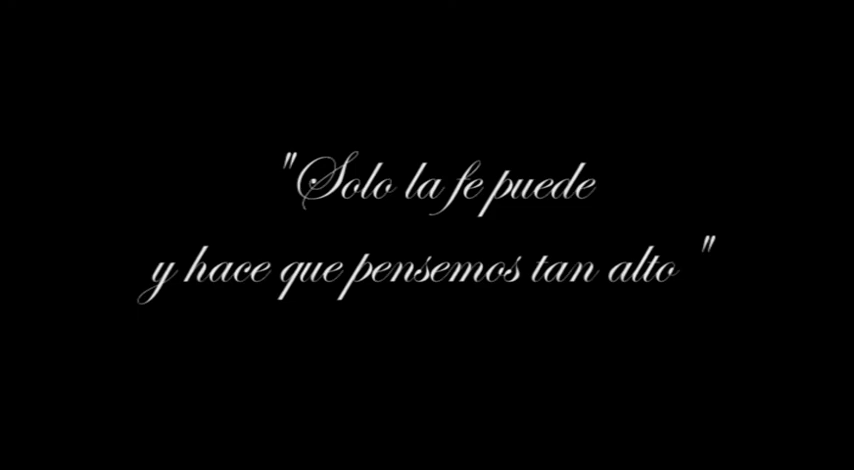 "Solo la fe puede
y hace que pensemos tan alto "